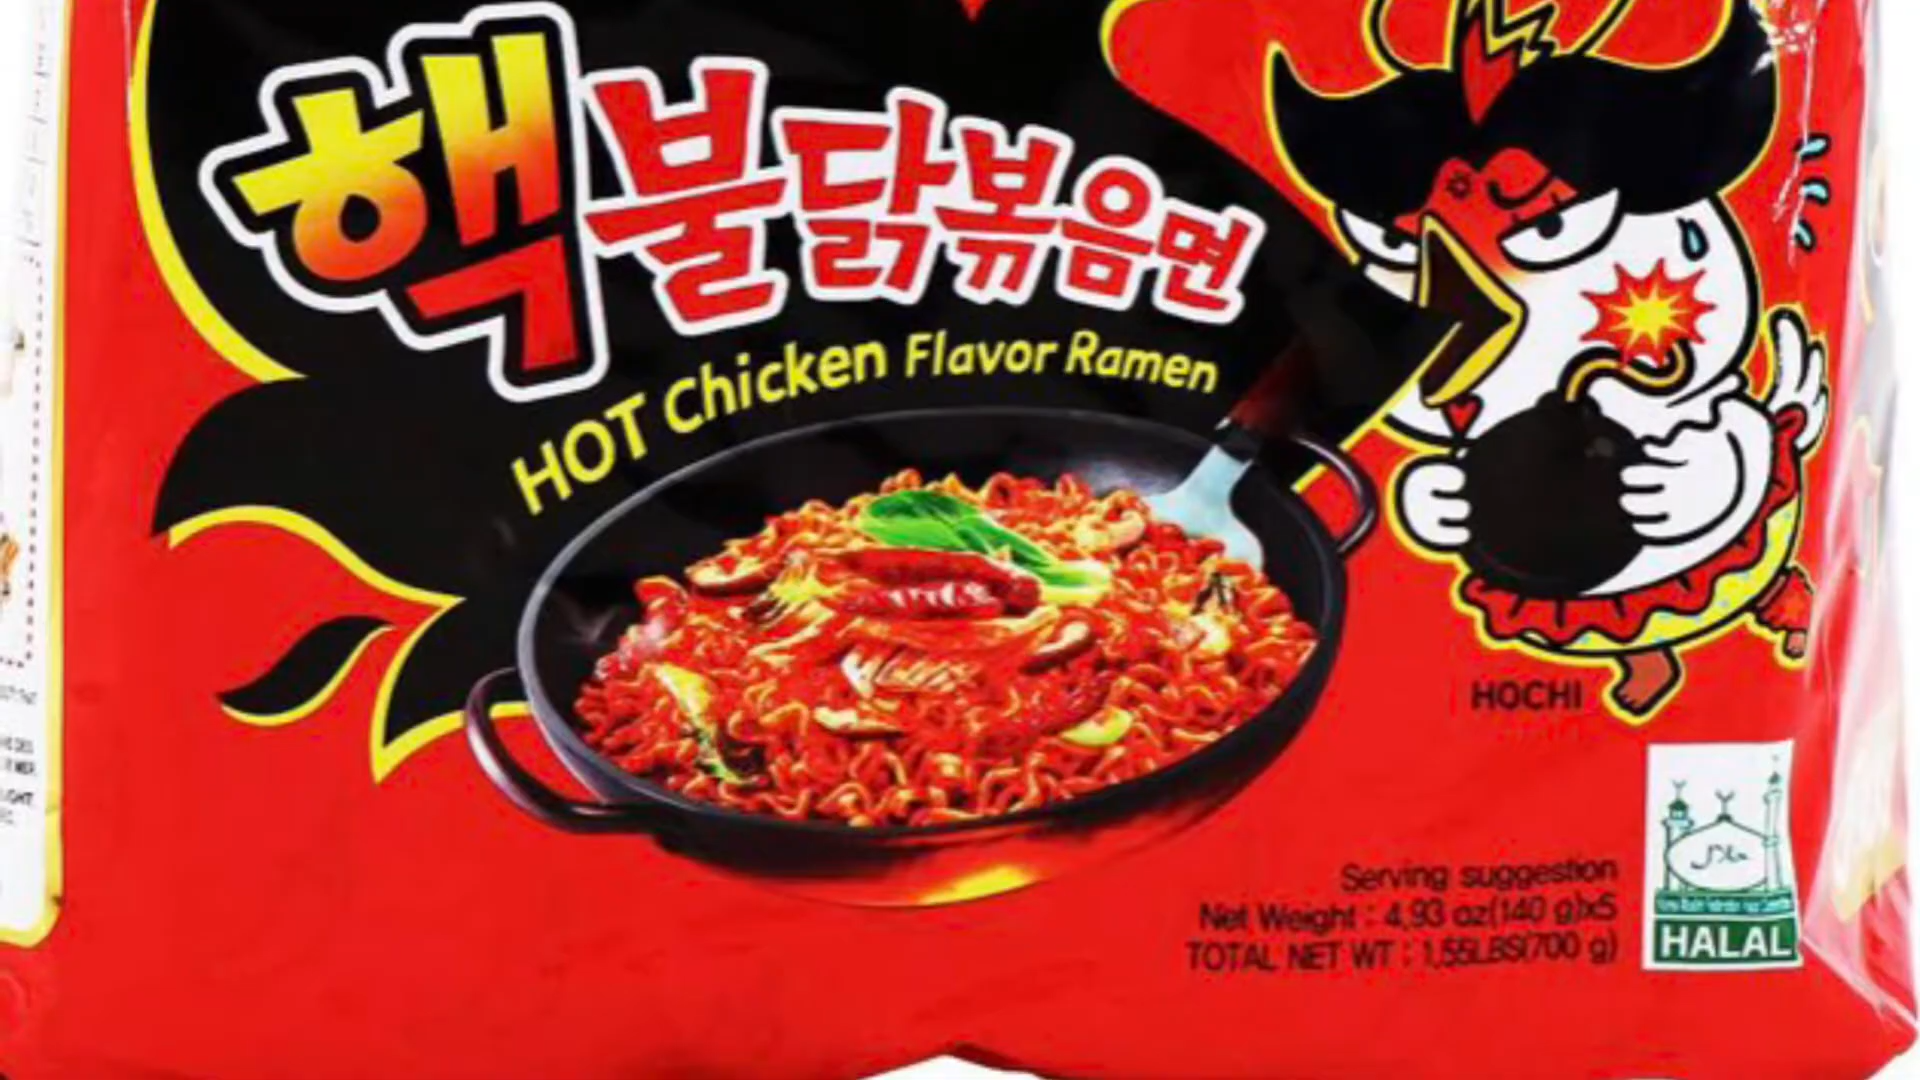 핵불닭볶음면
HOT Chicken Flavor Ramen
HOCHI
Serving suggestion
Net Weight : 4.93 oz(140 g)x5
TOTAL NET WT : 1.55LBS(700 g)
حلال
HALAL